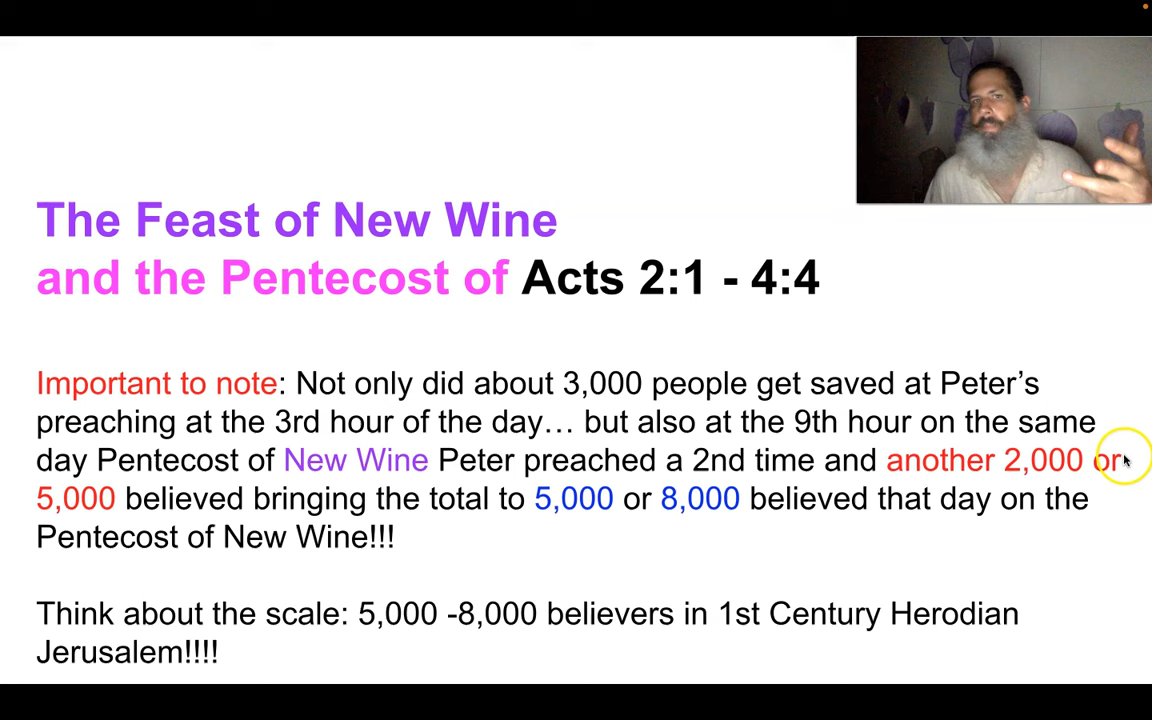 The Feast of New Wine
and the Pentecost of Acts 2:1 - 4:4
Important to note: Not only did about 3,000 people get saved at Peter’s
preaching at the 3rd hour of the day… but also at the 9th hour on the same
day Pentecost of New Wine Peter preached a 2nd time and another 2,000 or
5,000 believed bringing the total to 5,000 or 8,000 believed that day on the
Pentecost of New Wine!!!
Think about the scale: 5,000 -8,000 believers in 1st Century Herodian
Jerusalem!!!!